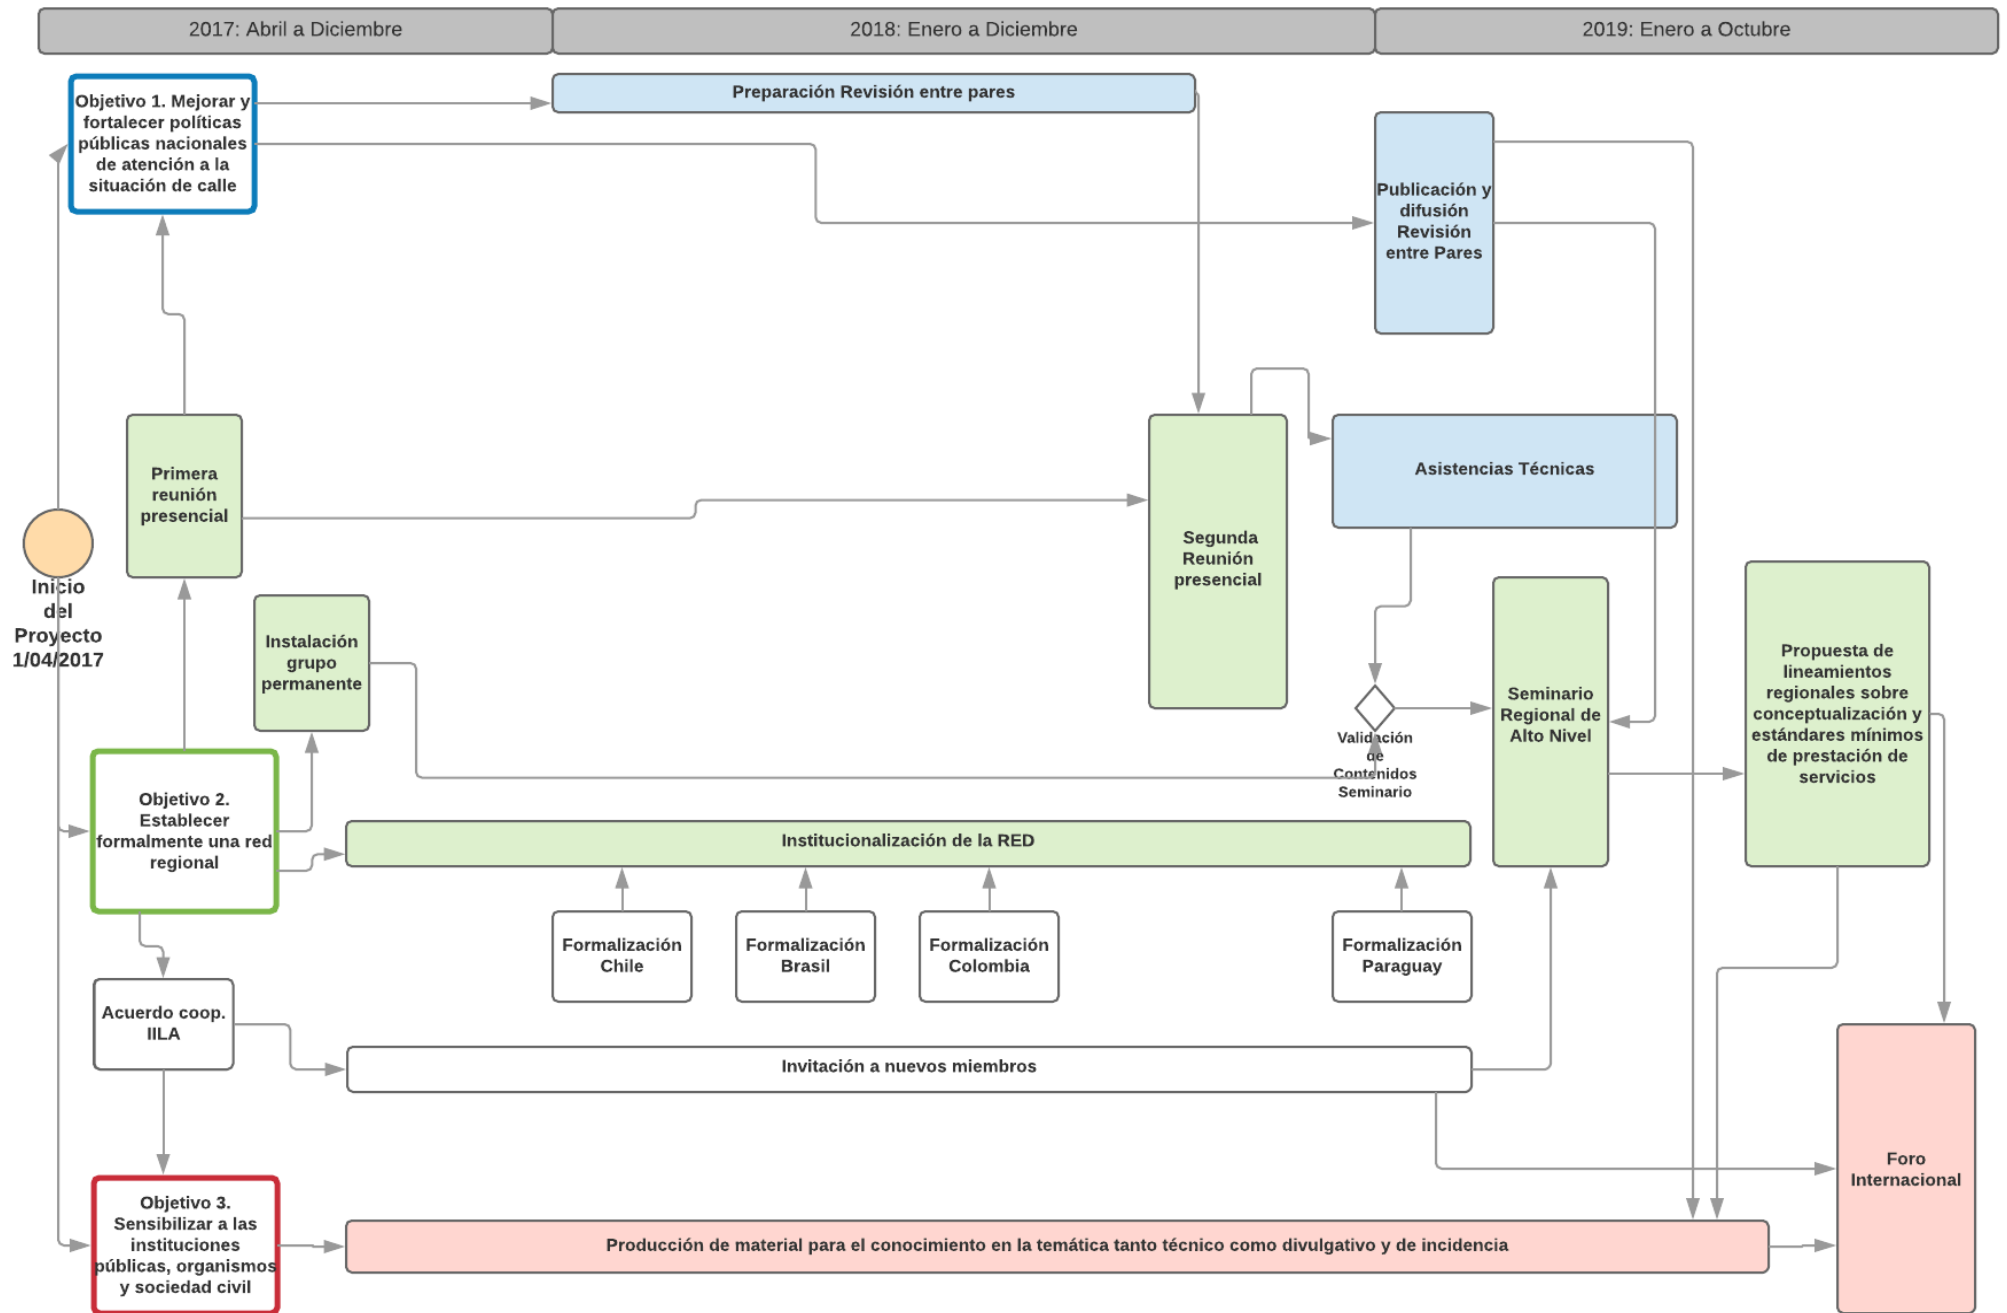 2017: Abril a Diciembre
2018: Enero a Diciembre
2019: Enero a Octubre
Objetivo 1. Mejorar y
fortalecer políticas
públicas nacionales
de atención a la
situación de calle
Preparación Revisión entre pares
Publicación y
difusión
Revisión
entre Pares
Primera
reunión
presencial
Segunda
Reunión
presencial
Asistencias Técnicas
Inicio
del
Proyecto
1/04/2017
Instalación
grupo
permanente
Validación
de
Contenidos
Seminario
Seminario
Regional de
Alto Nivel
Propuesta de
lineamientos
regionales sobre
conceptualización y
estándares mínimos
de prestación de
servicios
Objetivo 2.
Establecer
formalmente una red
regional
Institucionalización de la RED
Formalización
Chile
Formalización
Brasil
Formalización
Colombia
Formalización
Paraguay
Acuerdo coop.
IILA
Invitación a nuevos miembros
Foro
Internacional
Objetivo 3.
Sensibilizar a las
instituciones
públicas, organismos
y sociedad civil
Producción de material para el conocimiento en la temática tanto técnico como divulgativo y de incidencia